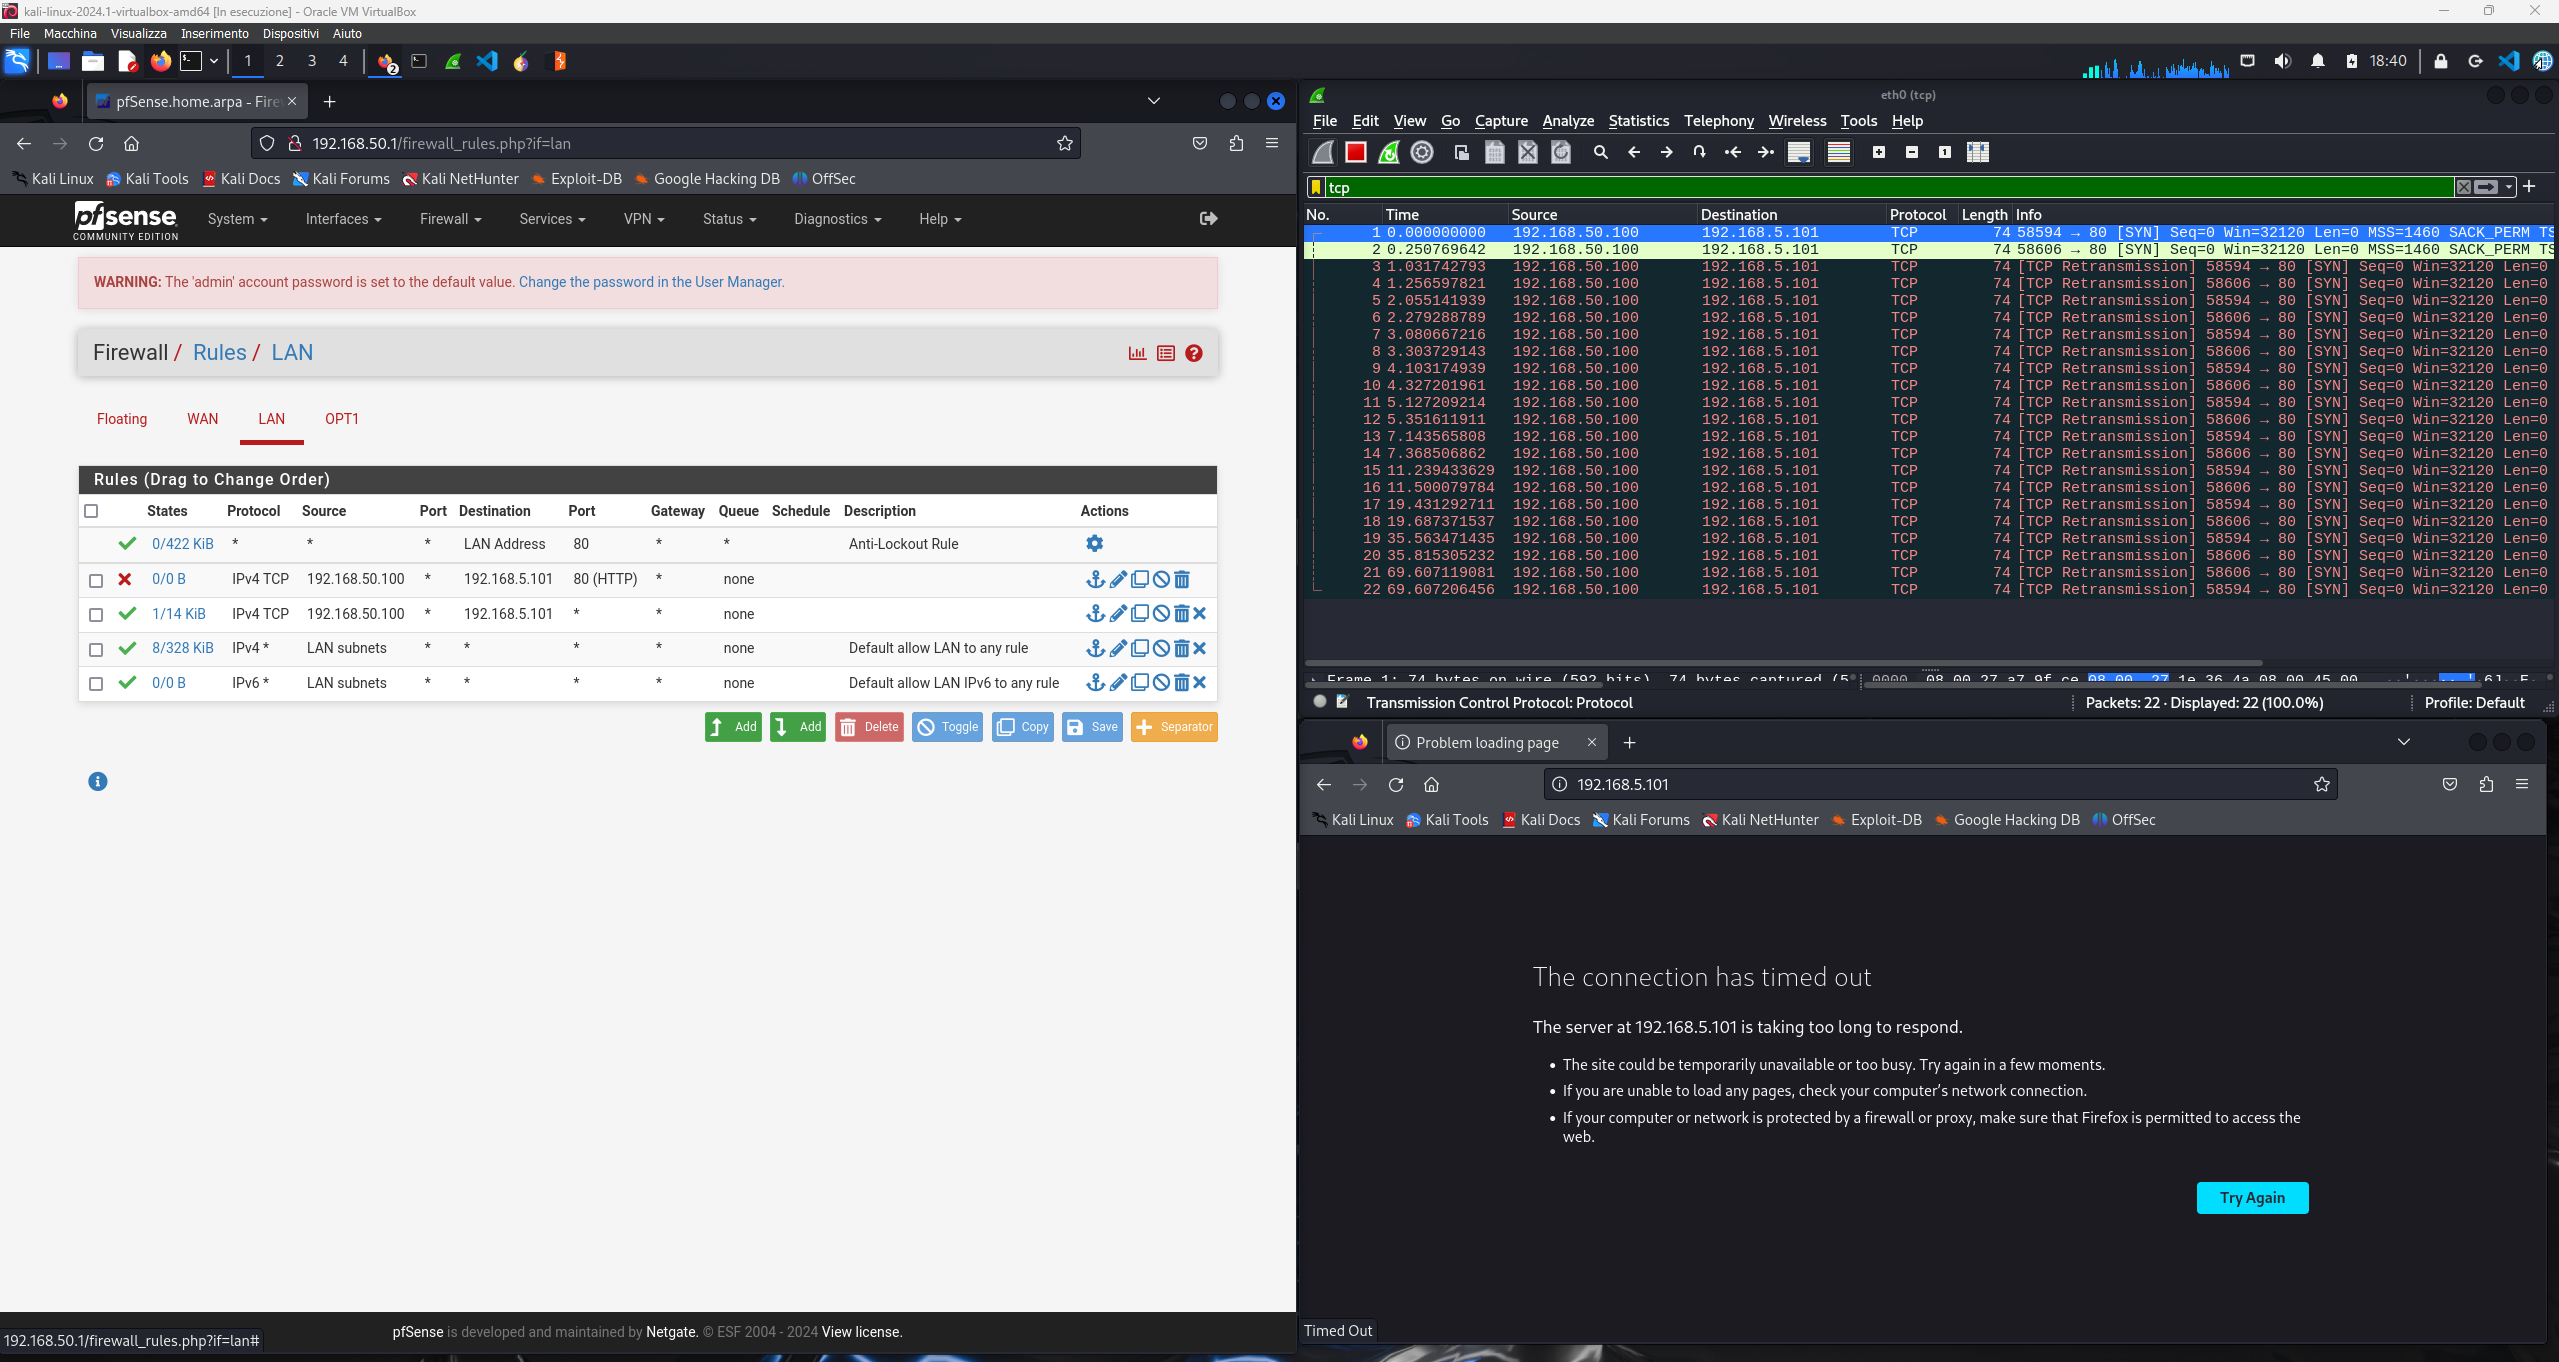 kali-linux-2024.1-virtualbox-amd64 [In esecuzione] - Oracle VM VirtualBox
File Macchina Visualizza Inserimento Dispositivi Aiuto
1 2 3 4 2 18:40
pfSense.home.arpa - Fire
192.168.50.1/firewall_rules.php?if=lan
Kali Linux Kali Tools Kali Docs Kali Forums Kali NetHunter Exploit-DB Google Hacking DB OffSec
pfsense System Interfaces Firewall Services VPN Status Diagnostics Help
COMMUNITY EDITION
WARNING: The 'admin' account password is set to the default value. Change the password in the User Manager.
Firewall / Rules / LAN
Floating WAN LAN OPT1
Rules (Drag to Change Order)
States Protocol Source Port Destination Port Gateway Queue Schedule Description Actions
0/422 KiB * * * LAN Address 80 * * Anti-Lockout Rule
0/0 B IPv4 TCP 192.168.50.100 * 192.168.5.101 80 (HTTP) * none
1/14 KiB IPv4 TCP 192.168.50.100 * 192.168.5.101 * * none
8/328 KiB IPv4 * LAN subnets * * * * none Default allow LAN to any rule
0/0 B IPv6 * LAN subnets * * * * none Default allow LAN IPv6 to any rule
Add Add Delete Toggle Copy Save Separator
pfSense is developed and maintained by Netgate. © ESF 2004 - 2024 View license.
192.168.50.1/firewall_rules.php?if=lan#
eth0 (tcp)
File Edit View Go Capture Analyze Statistics Telephony Wireless Tools Help
tcp
No. Time Source Destination Protocol Length Info
1 0.000000000 192.168.50.100 192.168.5.101 TCP 74 58594 → 80 [SYN] Seq=0 Win=32120 Len=0 MSS=1460 SACK_PERM TS
2 0.250769642 192.168.50.100 192.168.5.101 TCP 74 58606 → 80 [SYN] Seq=0 Win=32120 Len=0 MSS=1460 SACK_PERM TS
3 1.031742793 192.168.50.100 192.168.5.101 TCP 74 [TCP Retransmission] 58594 → 80 [SYN] Seq=0 Win=32120 Len=0
4 1.256597821 192.168.50.100 192.168.5.101 TCP 74 [TCP Retransmission] 58606 → 80 [SYN] Seq=0 Win=32120 Len=0
5 2.055141939 192.168.50.100 192.168.5.101 TCP 74 [TCP Retransmission] 58594 → 80 [SYN] Seq=0 Win=32120 Len=0
6 2.279288789 192.168.50.100 192.168.5.101 TCP 74 [TCP Retransmission] 58606 → 80 [SYN] Seq=0 Win=32120 Len=0
7 3.080667216 192.168.50.100 192.168.5.101 TCP 74 [TCP Retransmission] 58594 → 80 [SYN] Seq=0 Win=32120 Len=0
8 3.303729143 192.168.50.100 192.168.5.101 TCP 74 [TCP Retransmission] 58606 → 80 [SYN] Seq=0 Win=32120 Len=0
9 4.103174939 192.168.50.100 192.168.5.101 TCP 74 [TCP Retransmission] 58594 → 80 [SYN] Seq=0 Win=32120 Len=0
10 4.327201961 192.168.50.100 192.168.5.101 TCP 74 [TCP Retransmission] 58606 → 80 [SYN] Seq=0 Win=32120 Len=0
11 5.127209214 192.168.50.100 192.168.5.101 TCP 74 [TCP Retransmission] 58594 → 80 [SYN] Seq=0 Win=32120 Len=0
12 5.351611911 192.168.50.100 192.168.5.101 TCP 74 [TCP Retransmission] 58606 → 80 [SYN] Seq=0 Win=32120 Len=0
13 7.143565808 192.168.50.100 192.168.5.101 TCP 74 [TCP Retransmission] 58594 → 80 [SYN] Seq=0 Win=32120 Len=0
14 7.368506862 192.168.50.100 192.168.5.101 TCP 74 [TCP Retransmission] 58606 → 80 [SYN] Seq=0 Win=32120 Len=0
15 11.239433629 192.168.50.100 192.168.5.101 TCP 74 [TCP Retransmission] 58594 → 80 [SYN] Seq=0 Win=32120 Len=0
16 11.500079784 192.168.50.100 192.168.5.101 TCP 74 [TCP Retransmission] 58606 → 80 [SYN] Seq=0 Win=32120 Len=0
17 19.431292711 192.168.50.100 192.168.5.101 TCP 74 [TCP Retransmission] 58594 → 80 [SYN] Seq=0 Win=32120 Len=0
18 19.687371537 192.168.50.100 192.168.5.101 TCP 74 [TCP Retransmission] 58606 → 80 [SYN] Seq=0 Win=32120 Len=0
19 35.563471435 192.168.50.100 192.168.5.101 TCP 74 [TCP Retransmission] 58594 → 80 [SYN] Seq=0 Win=32120 Len=0
20 35.815305232 192.168.50.100 192.168.5.101 TCP 74 [TCP Retransmission] 58606 → 80 [SYN] Seq=0 Win=32120 Len=0
21 69.607119081 192.168.50.100 192.168.5.101 TCP 74 [TCP Retransmission] 58606 → 80 [SYN] Seq=0 Win=32120 Len=0
22 69.607206456 192.168.50.100 192.168.5.101 TCP 74 [TCP Retransmission] 58594 → 80 [SYN] Seq=0 Win=32120 Len=0
Frame 1: 74 bytes on wire (592 bits), 74 bytes captured (5 0000 08 00 27 a7 9f ce 08 00 27 1e 36 4a 08 00 45 00
Transmission Control Protocol: Protocol Packets: 22 · Displayed: 22 (100.0%) Profile: Default
Problem loading page
192.168.5.101
Kali Linux Kali Tools Kali Docs Kali Forums Kali NetHunter Exploit-DB Google Hacking DB OffSec
The connection has timed out
The server at 192.168.5.101 is taking too long to respond.
• The site could be temporarily unavailable or too busy. Try again in a few moments.
• If you are unable to load any pages, check your computer's network connection.
• If your computer or network is protected by a firewall or proxy, make sure that Firefox is permitted to access the
web.
Try Again
Timed Out